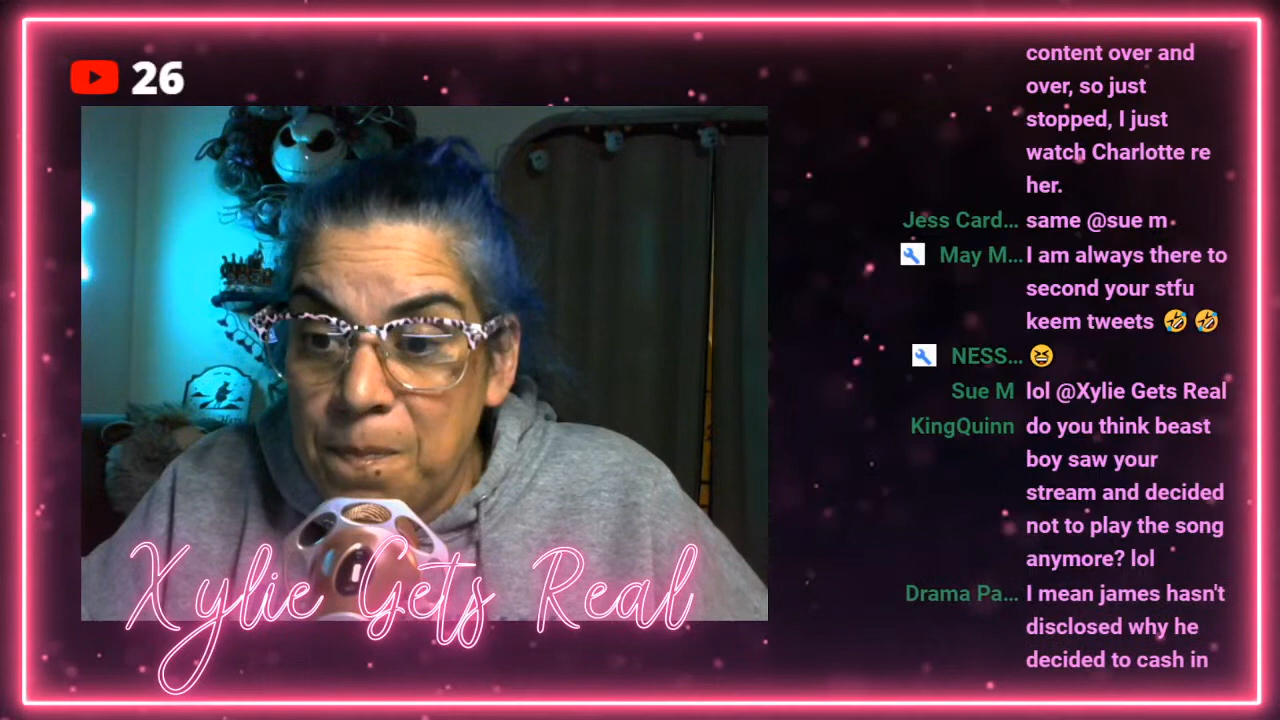 26
Xylie Gets Real
content over and
over, so just
stopped, I just
watch Charlotte re
her.
Jess Card... same @sue m
May M... I am always there to
second your stfu
keem tweets 🤣 🤣
NESS... 😆
Sue M lol @Xylie Gets Real
KingQuinn do you think beast
boy saw your
stream and decided
not to play the song
anymore? lol
Drama Pa... I mean james hasn't
disclosed why he
decided to cash in